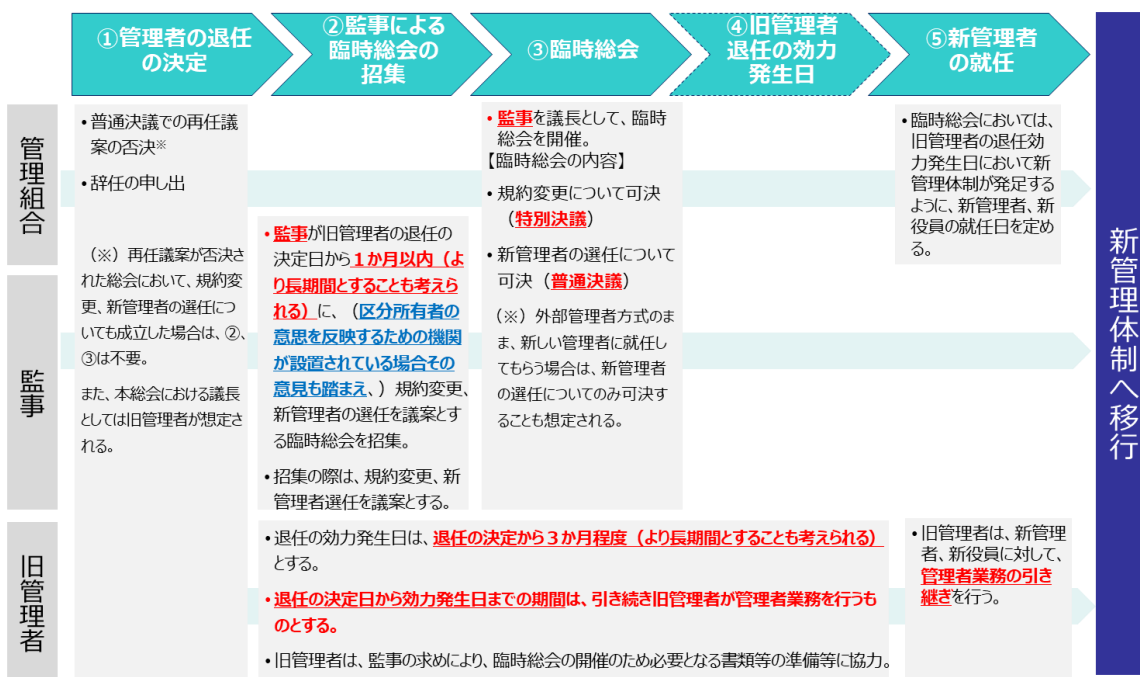 ①管理者の退任
の決定
②監事による
臨時総会の
招集
③臨時総会
④旧管理者
退任の効力
発生日
⑤新管理者
の就任
管理組合
• 普通決議での再任議
案の否決※
• 辞任の申し出
（※）再任議案が否決さ
れた総会において、規約変
更、新管理者の選任につ
いても成立した場合は、②、
③は不要。
また、本総会における議長
としては旧管理者が想定さ
れる。
• 監事が旧管理者の退任の
決定日から１か月以内（よ
り長期間とすることも考えら
れる）に、（区分所有者の
意思を反映するための機関
が設置されている場合その
意見も踏まえ、）規約変更、
新管理者の選任を議案とす
る臨時総会を招集。
• 招集の際は、規約変更、新
管理者選任を議案とする。
• 監事を議長として、臨時
総会を開催。
【臨時総会の内容】
• 規約変更について可決
（特別決議）
• 新管理者の選任について
可決（普通決議）
（※）外部管理者方式のま
ま、新しい管理者に就任し
てもらう場合は、新管理者
の選任についてのみ可決す
ることも想定される。
• 臨時総会においては、
旧管理者の退任効
力発生日において新
管理体制が発足する
ように、新管理者、新
役員の就任日を定め
る。
監事
旧管理者
• 退任の効力発生日は、退任の決定から３か月程度（より長期間とすることも考えられる）
とする。
• 退任の決定日から効力発生日までの期間は、引き続き旧管理者が管理者業務を行うも
のとする。
• 旧管理者は、監事の求めにより、臨時総会の開催のため必要となる書類等の準備等に協力。
• 旧管理者は、新管理
者、新役員に対して、
管理者業務の引き
継ぎを行う。
新管理体制へ移行